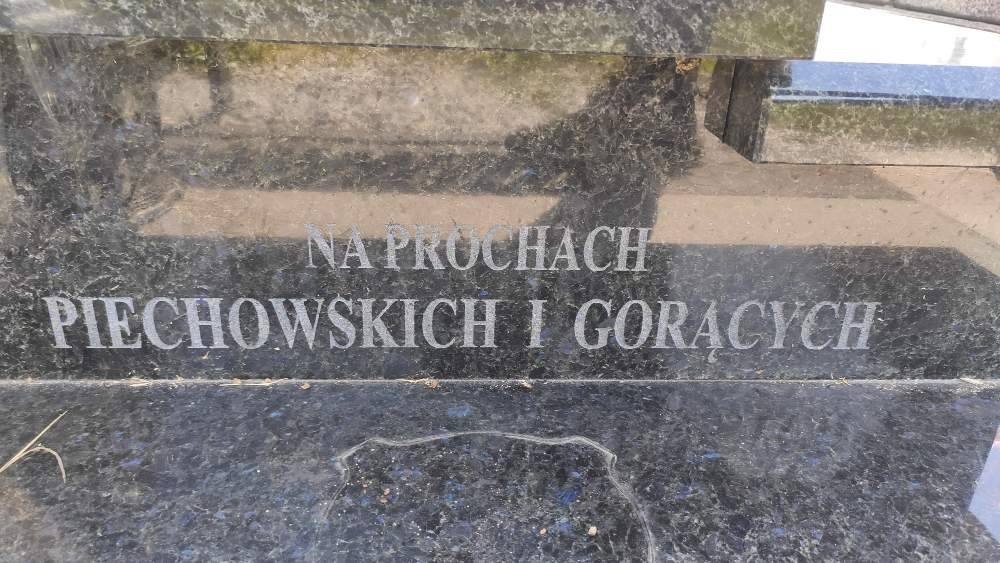 NA PROCHACH
PIECHOWSKICH I GORĄCYCH